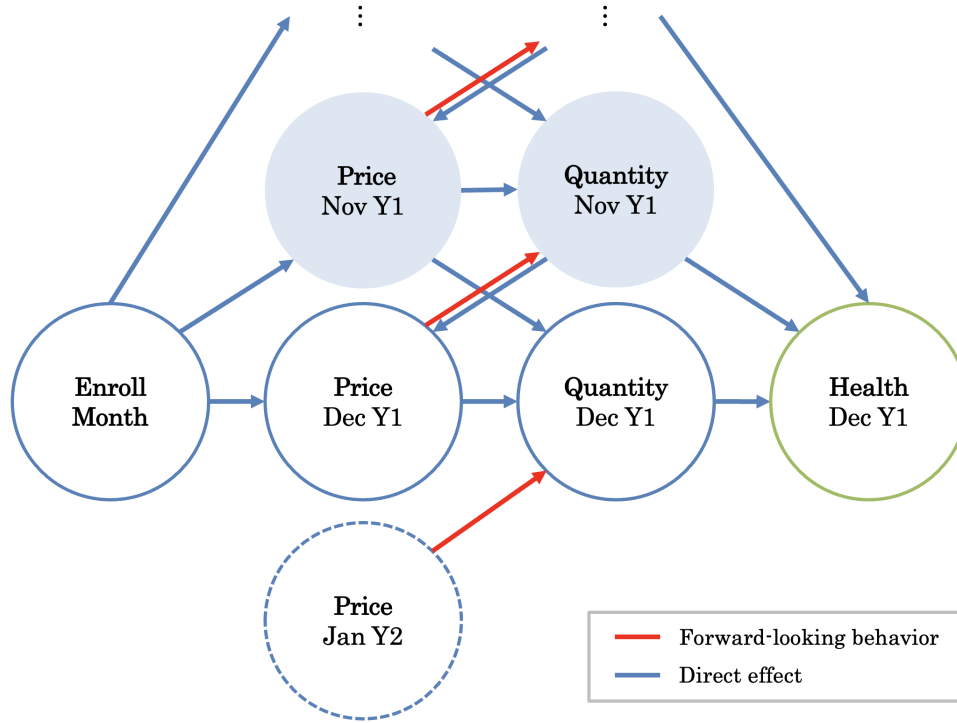 ⋮ ⋮
Price
Nov Y1
Quantity
Nov Y1
Enroll
Month
Price
Dec Y1
Quantity
Dec Y1
Health
Dec Y1
Price
Jan Y2
Forward-looking behavior
Direct effect